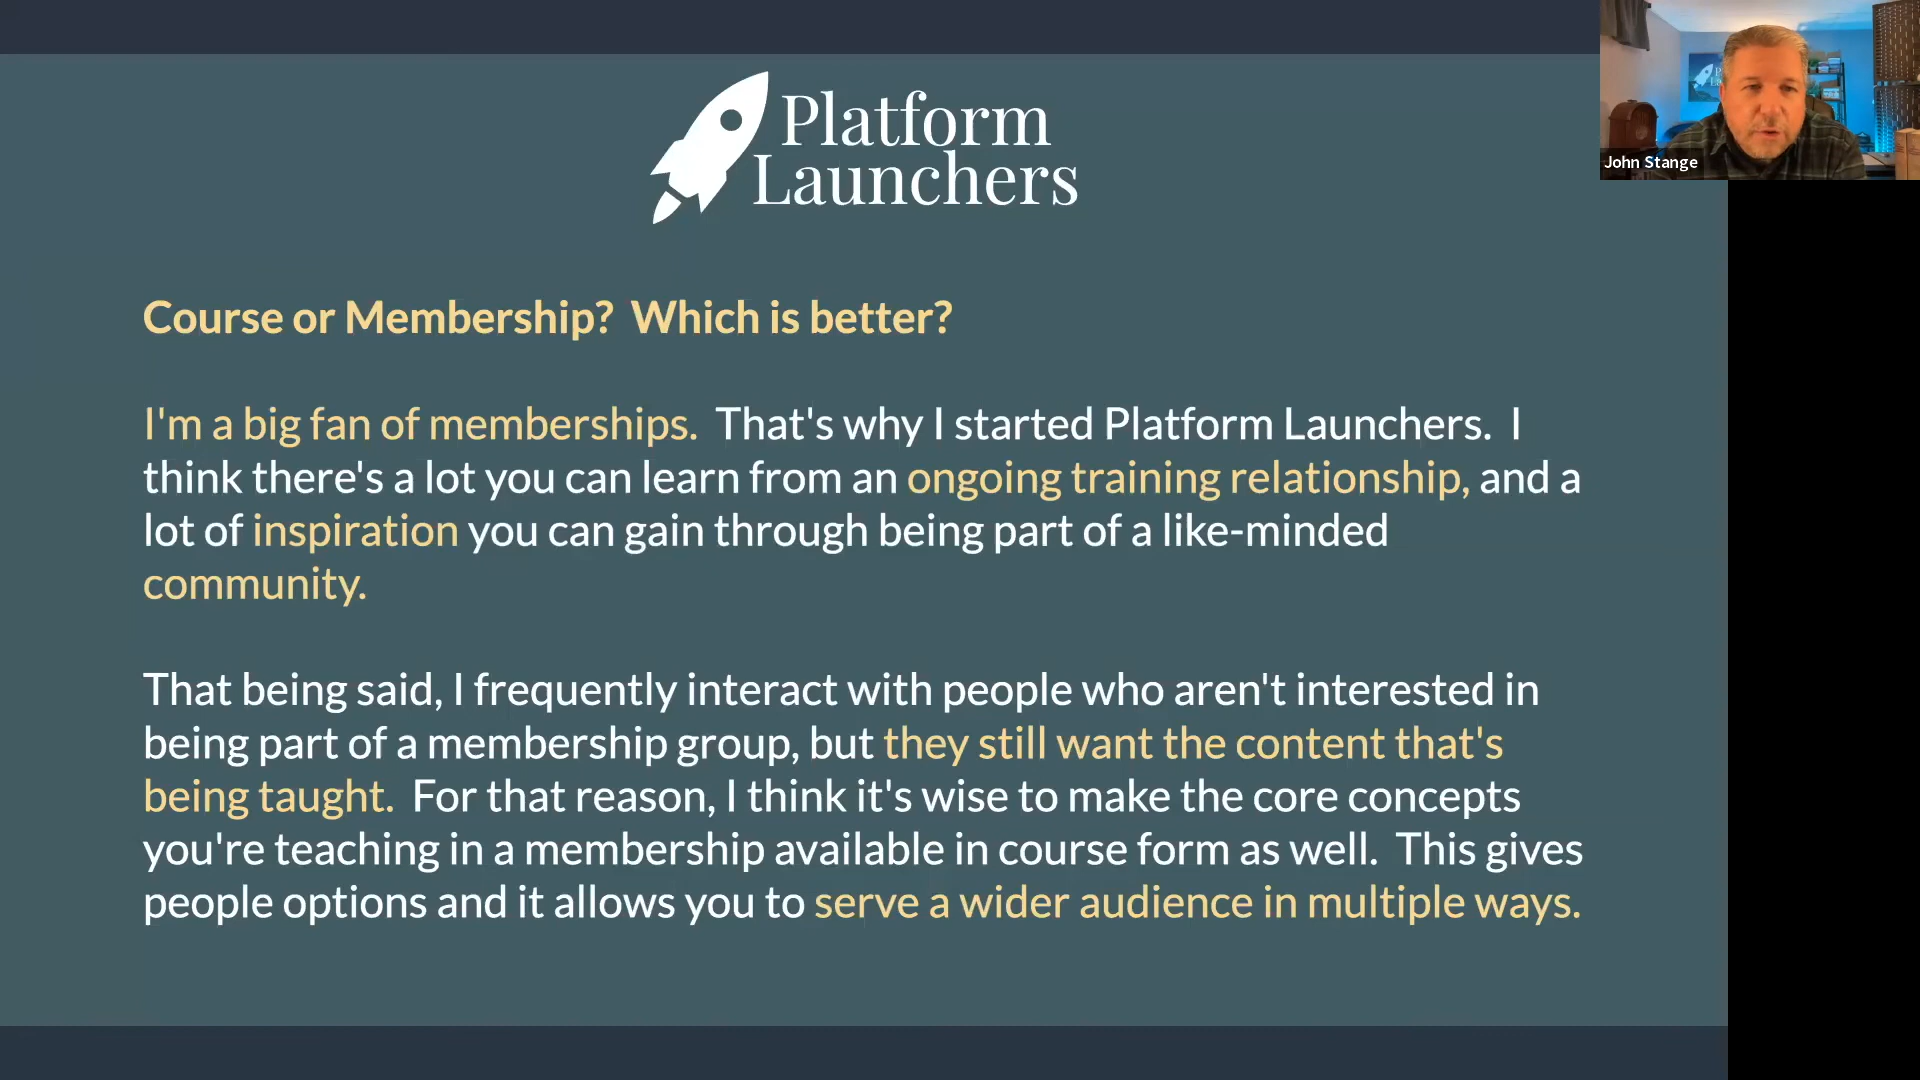 Platform
Launchers
John Stange
Course or Membership?  Which is better?
I'm a big fan of memberships.  That's why I started Platform Launchers.  I
think there's a lot you can learn from an ongoing training relationship, and a
lot of inspiration you can gain through being part of a like-minded
community.
That being said, I frequently interact with people who aren't interested in
being part of a membership group, but they still want the content that's
being taught.  For that reason, I think it's wise to make the core concepts
you're teaching in a membership available in course form as well.  This gives
people options and it allows you to serve a wider audience in multiple ways.